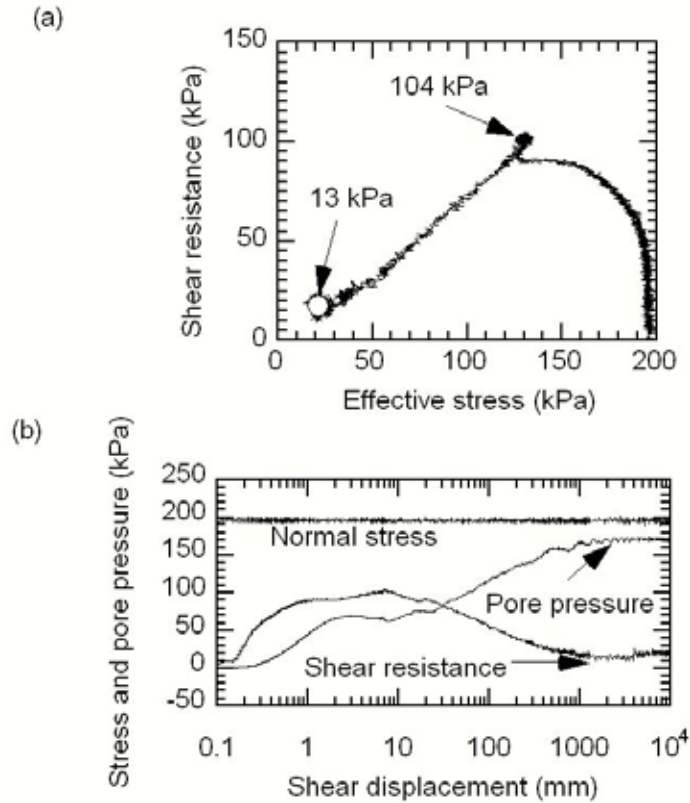 (a)
150
100
50
0
Shear resistance (kPa)
104 kPa
13 kPa
0
50
100
150
200
Effective stress (kPa)
(b)
250
200
150
100
50
0
-50
Stress and pore pressure (kPa)
Normal stress
Pore pressure
Shear resistance
0.1
1
10
100
1000
10⁴
Shear displacement (mm)